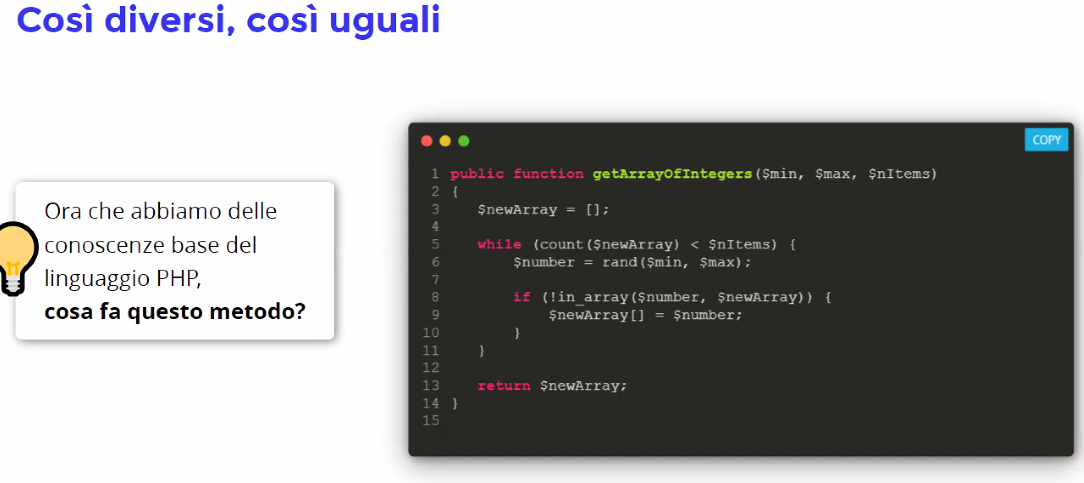 Così diversi, così uguali
Ora che abbiamo delle
conoscenze base del
linguaggio PHP,
cosa fa questo metodo?
COPY
1 public function getArrayOfIntegers($min, $max, $nItems)
2 {
3    $newArray = [];
4
5    while (count($newArray) < $nItems) {
6        $number = rand($min, $max);
7
8        if (!in_array($number, $newArray)) {
9            $newArray[] = $number;
10        }
11    }
12
13    return $newArray;
14 }
15